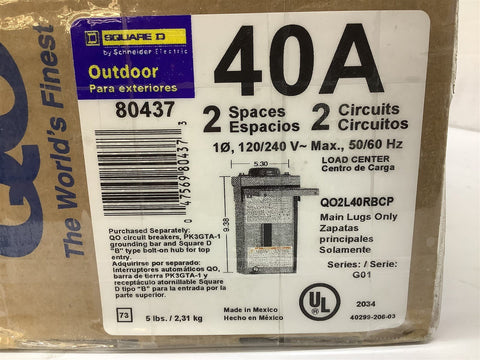 QO
The World's Finest
SQUARE D
by Schneider Electric
Outdoor
Para exteriores
80437
40A
2 Spaces Espacios 2 Circuits Circuitos
1Ø, 120/240 V~ Max., 50/60 Hz
LOAD CENTER
Centro de Carga
5.30
9.38
QO2L40RBCP
Main Lugs Only
Zapatas
principales
Solamente
Series: / Serie:
G01
0 47569 80437 3
Purchased Separately:
QO circuit breakers, PK3GTA-1
grounding bar and Square D
"B" type bolt-on hub for top
entry.
Adquirirse por separado:
Interruptores automáticos QO,
barra de tierra PK3GTA-1 y
receptáculo atornillable Square
D tipo "B" para la entrada por la
parte superior.
73
5 lbs. / 2,31 kg
Made in Mexico
Hecho en México
UL
2034
40299-206-03